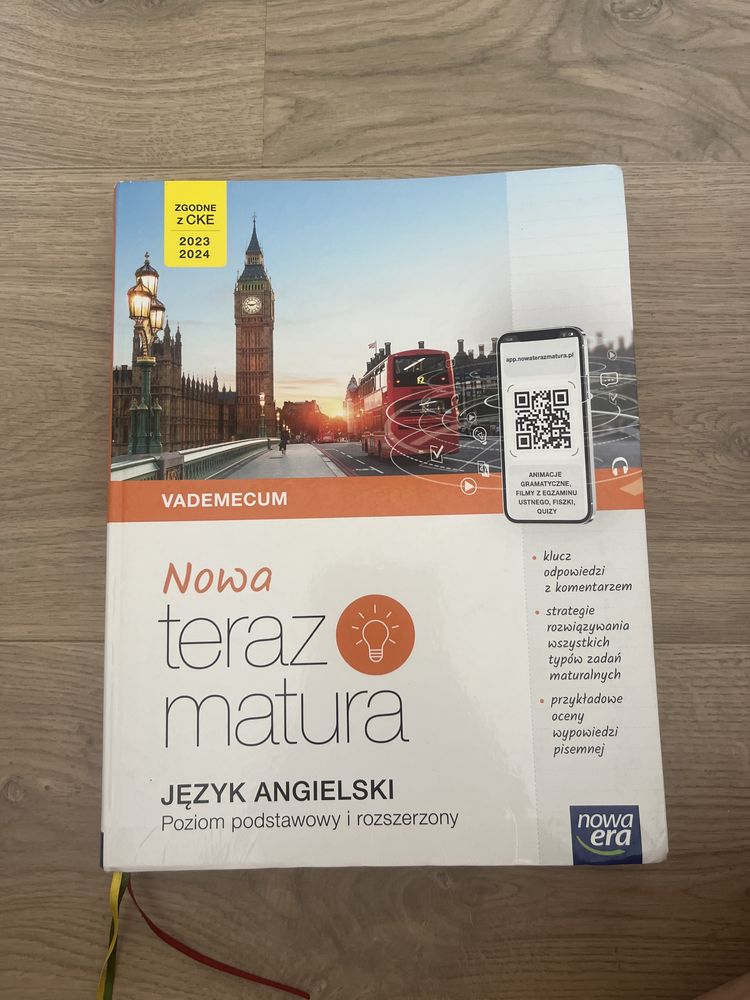 ZGODNE
z CKE
2023
2024
12
app.nowaterazmatura.pl
ANIMACJE
GRAMATYCZNE,
FILMY Z EGZAMINU
USTNEGO, FISZKI,
QUIZY
VADEMECUM
Nowa
teraz
matura
JĘZYK ANGIELSKI
Poziom podstawowy i rozszerzony
• klucz
odpowiedzi
z komentarzem
• strategie
rozwiązywania
wszystkich
typów zadań
maturalnych
• przykładowe
oceny
wypowiedzi
pisemnej
nowa
era